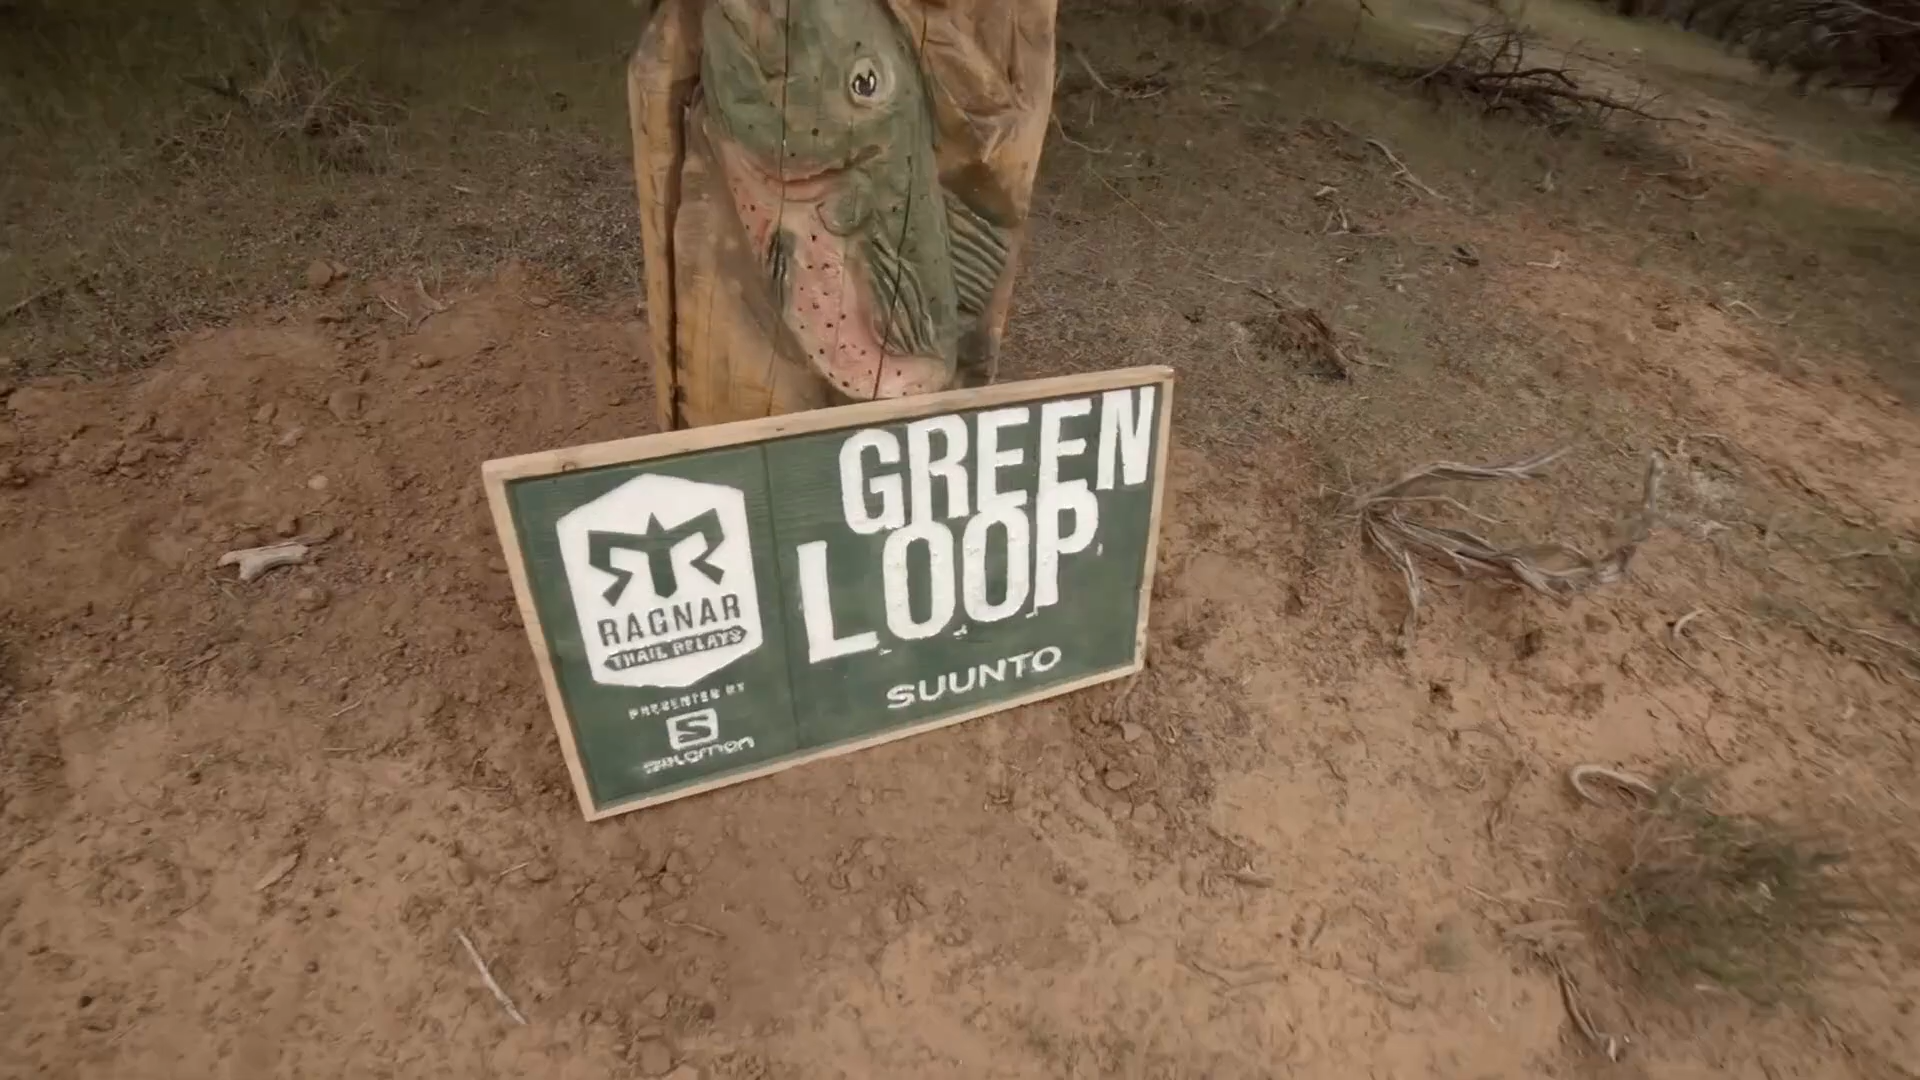 RAGNAR
TRAIL RELAYS
PRESENTED BY
S
salomon
GREEN
LOOP
SUUNTO